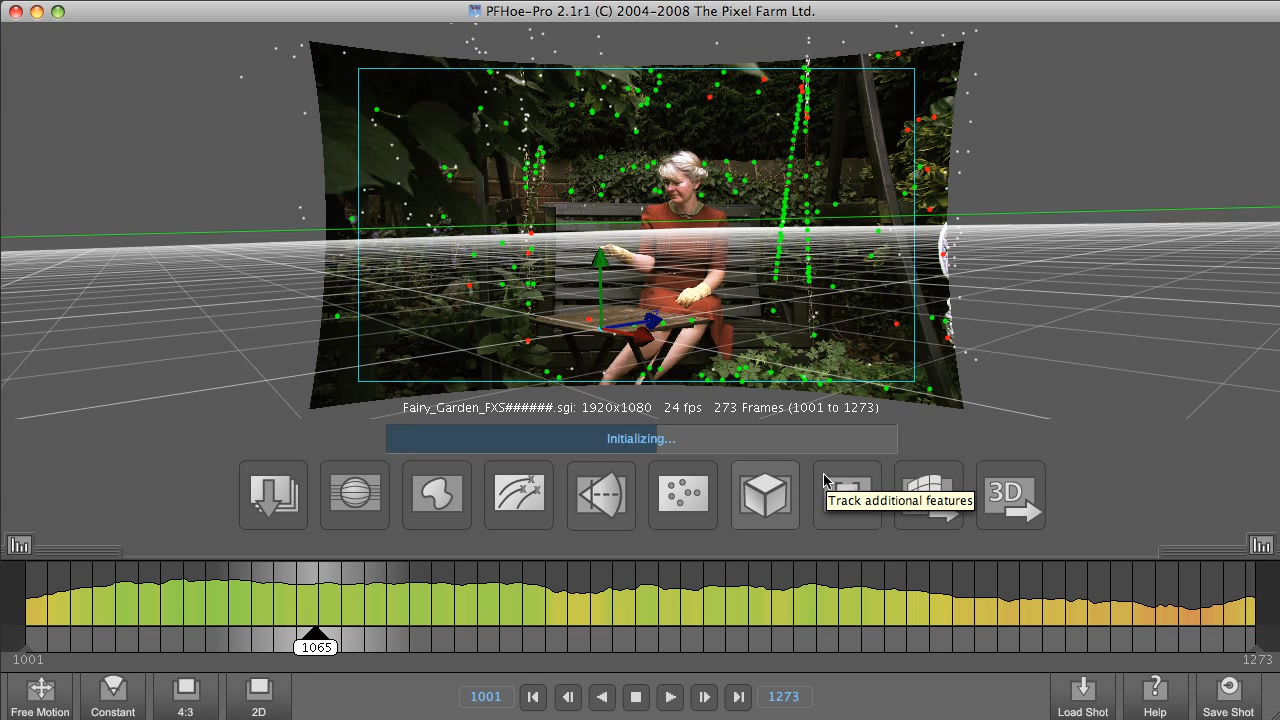 PFHoe-Pro 2.1r1 (C) 2004-2008 The Pixel Farm Ltd.
Fairy_Garden_FXS######.sgi: 1920x1080 24 fps 273 Frames (1001 to 1273)
Initializing...
3D
Track additional features
1065
1001
1273
1001
1273
Free Motion
Constant
4:3
2D
Load Shot
?
Help
Save Shot